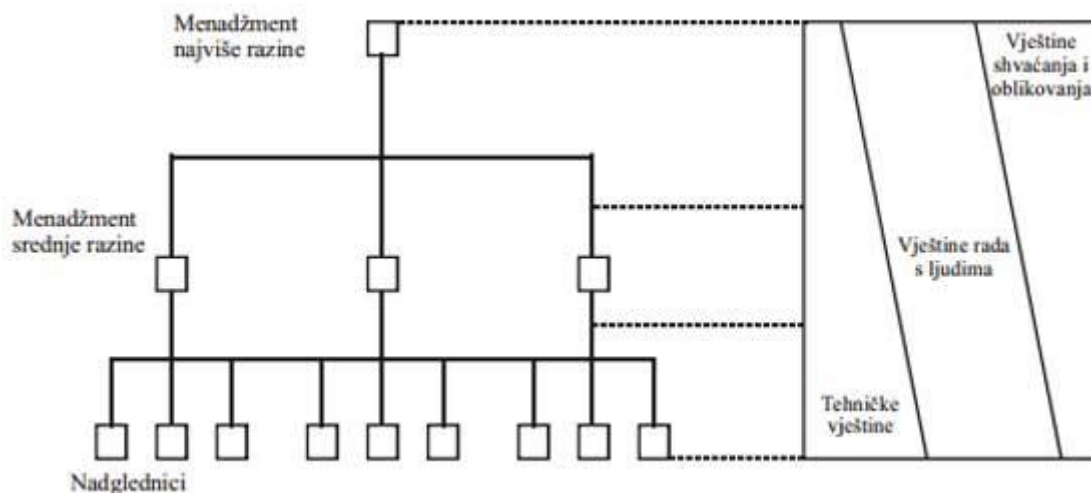 Menadžment
najviše razine
Vještine
shvaćanja i
oblikovanja
Menadžment
srednje razine
Vještine rada
s ljudima
Tehničke
vještine
Nadglednici